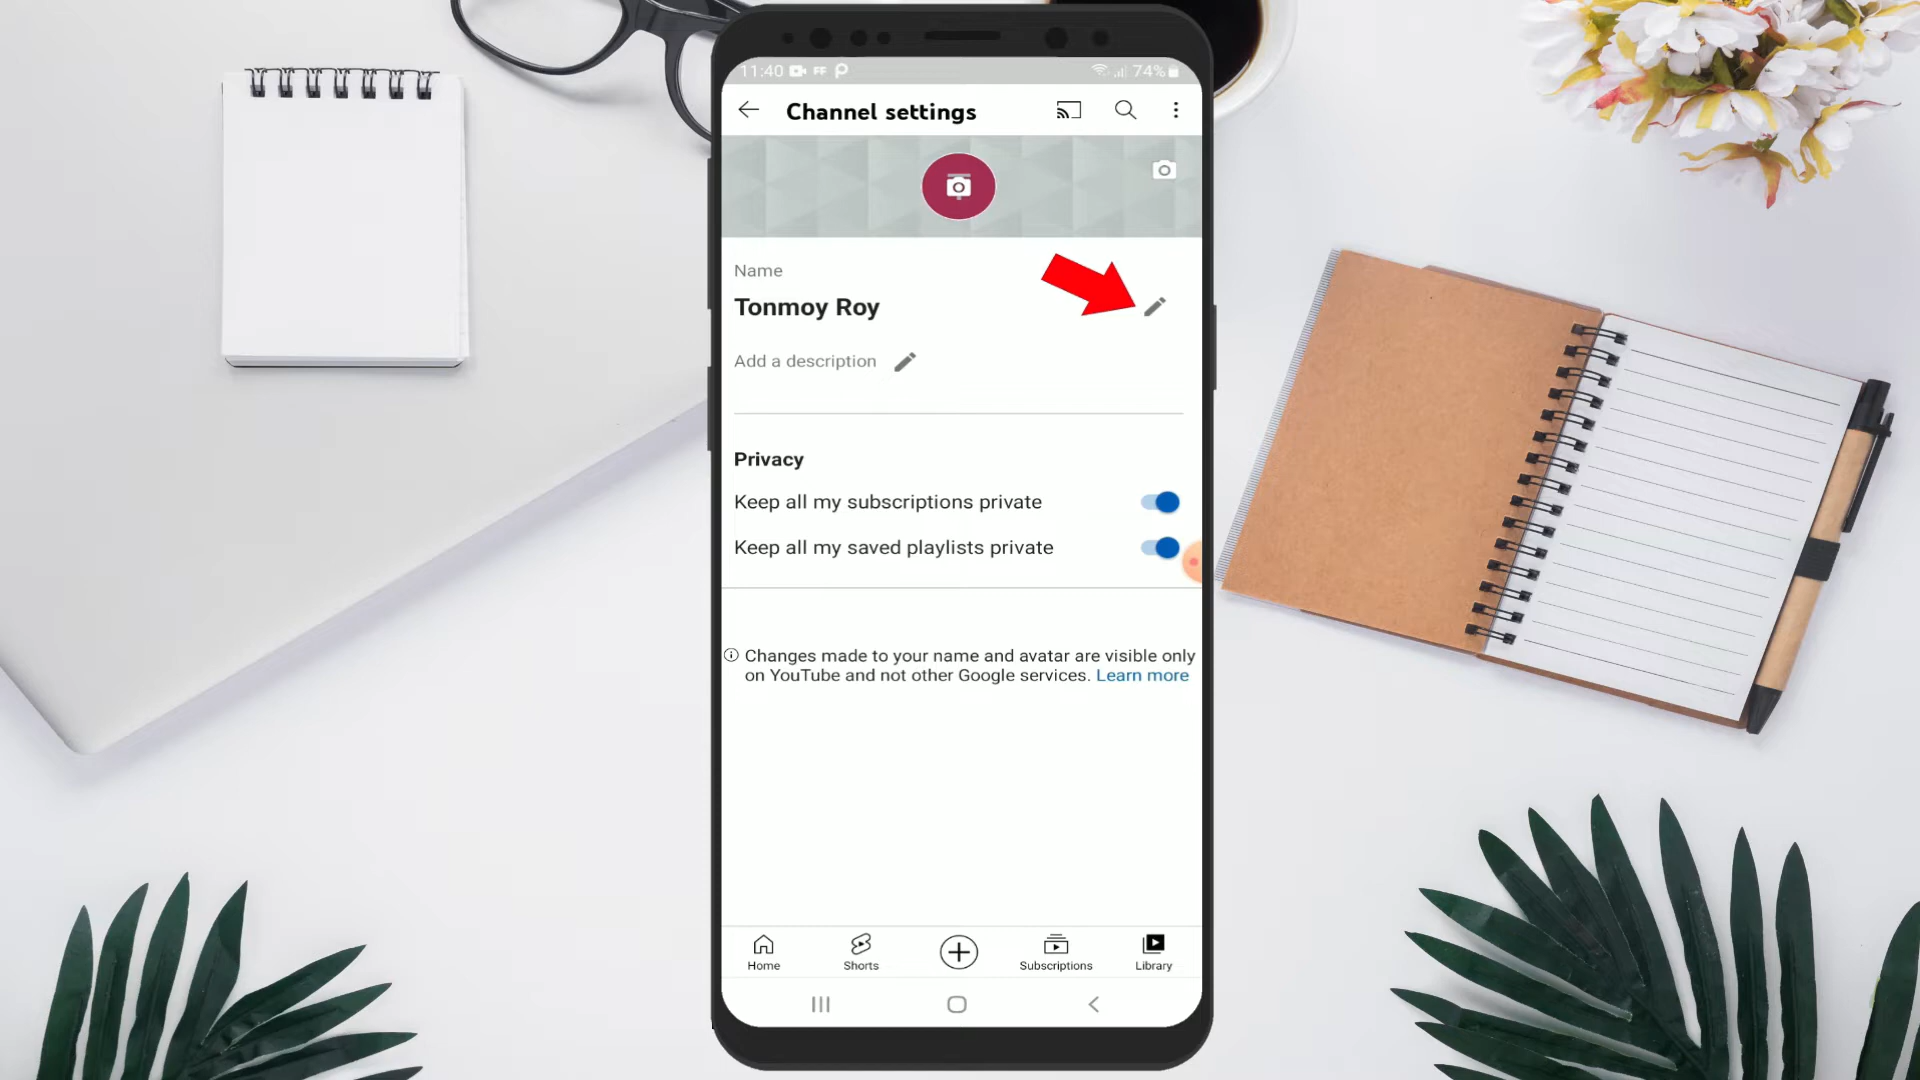 11:40 FF 74%
Channel settings
Name
Tonmoy Roy
Add a description
Privacy
Keep all my subscriptions private
Keep all my saved playlists private
Changes made to your name and avatar are visible only
on YouTube and not other Google services. Learn more
Home Shorts Subscriptions Library